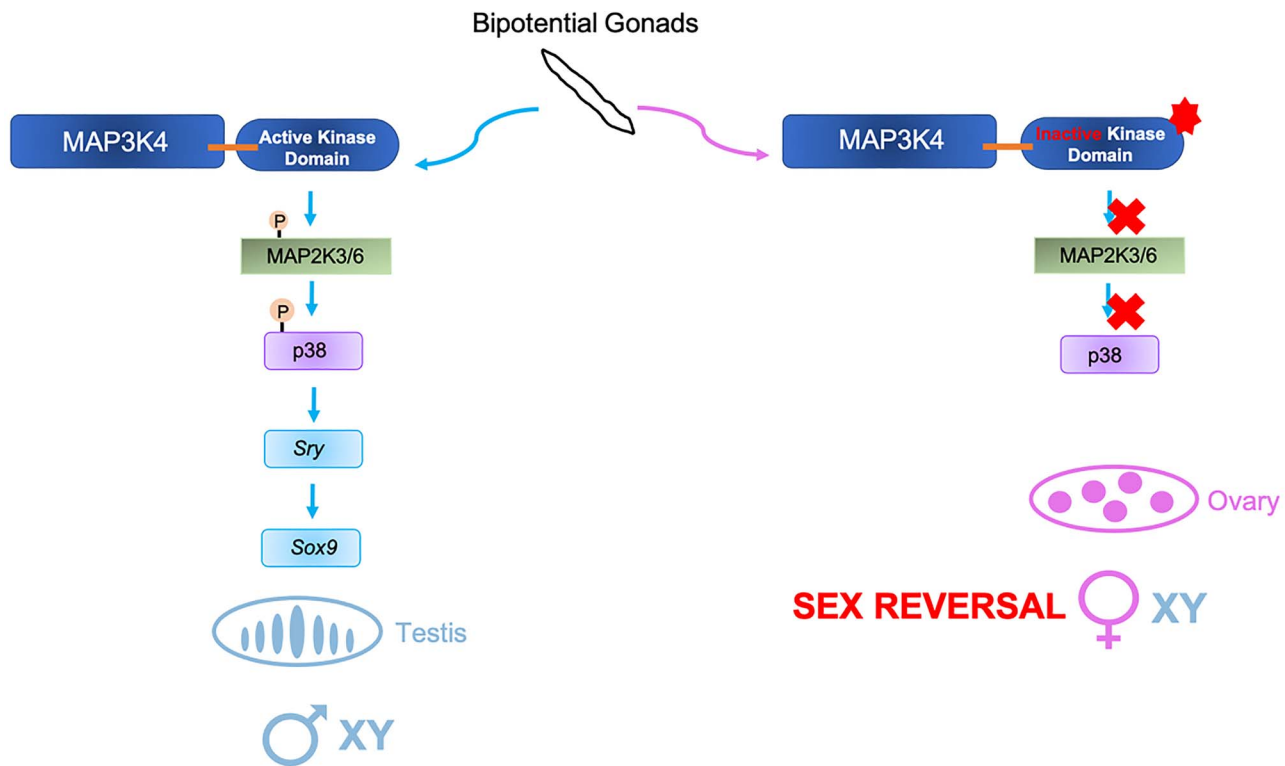 Bipotential Gonads
MAP3K4
Active Kinase
Domain
P
MAP2K3/6
P
p38
Sry
Sox9
Testis
XY
MAP3K4
Inactive Kinase
Domain
MAP2K3/6
p38
Ovary
SEX REVERSAL
XY